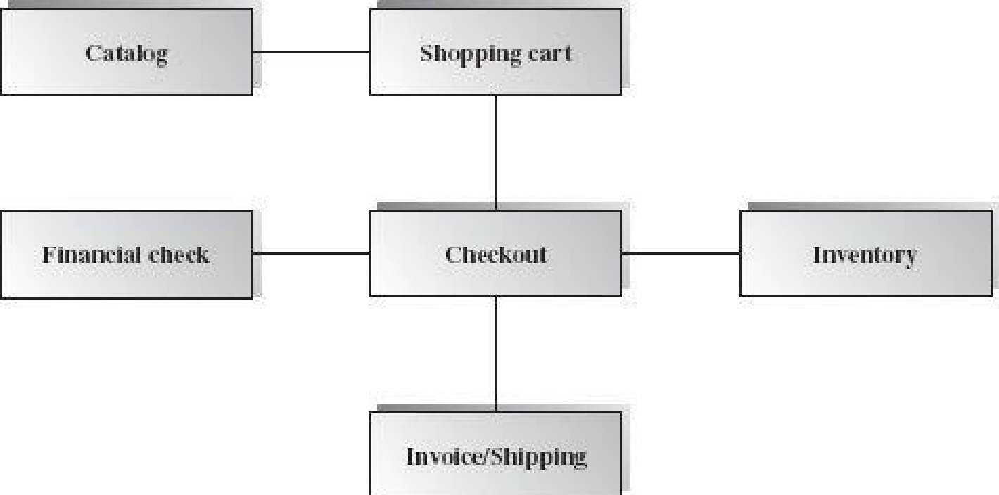 Catalog
Shopping cart
Financial check
Checkout
Inventory
Invoice/Shipping